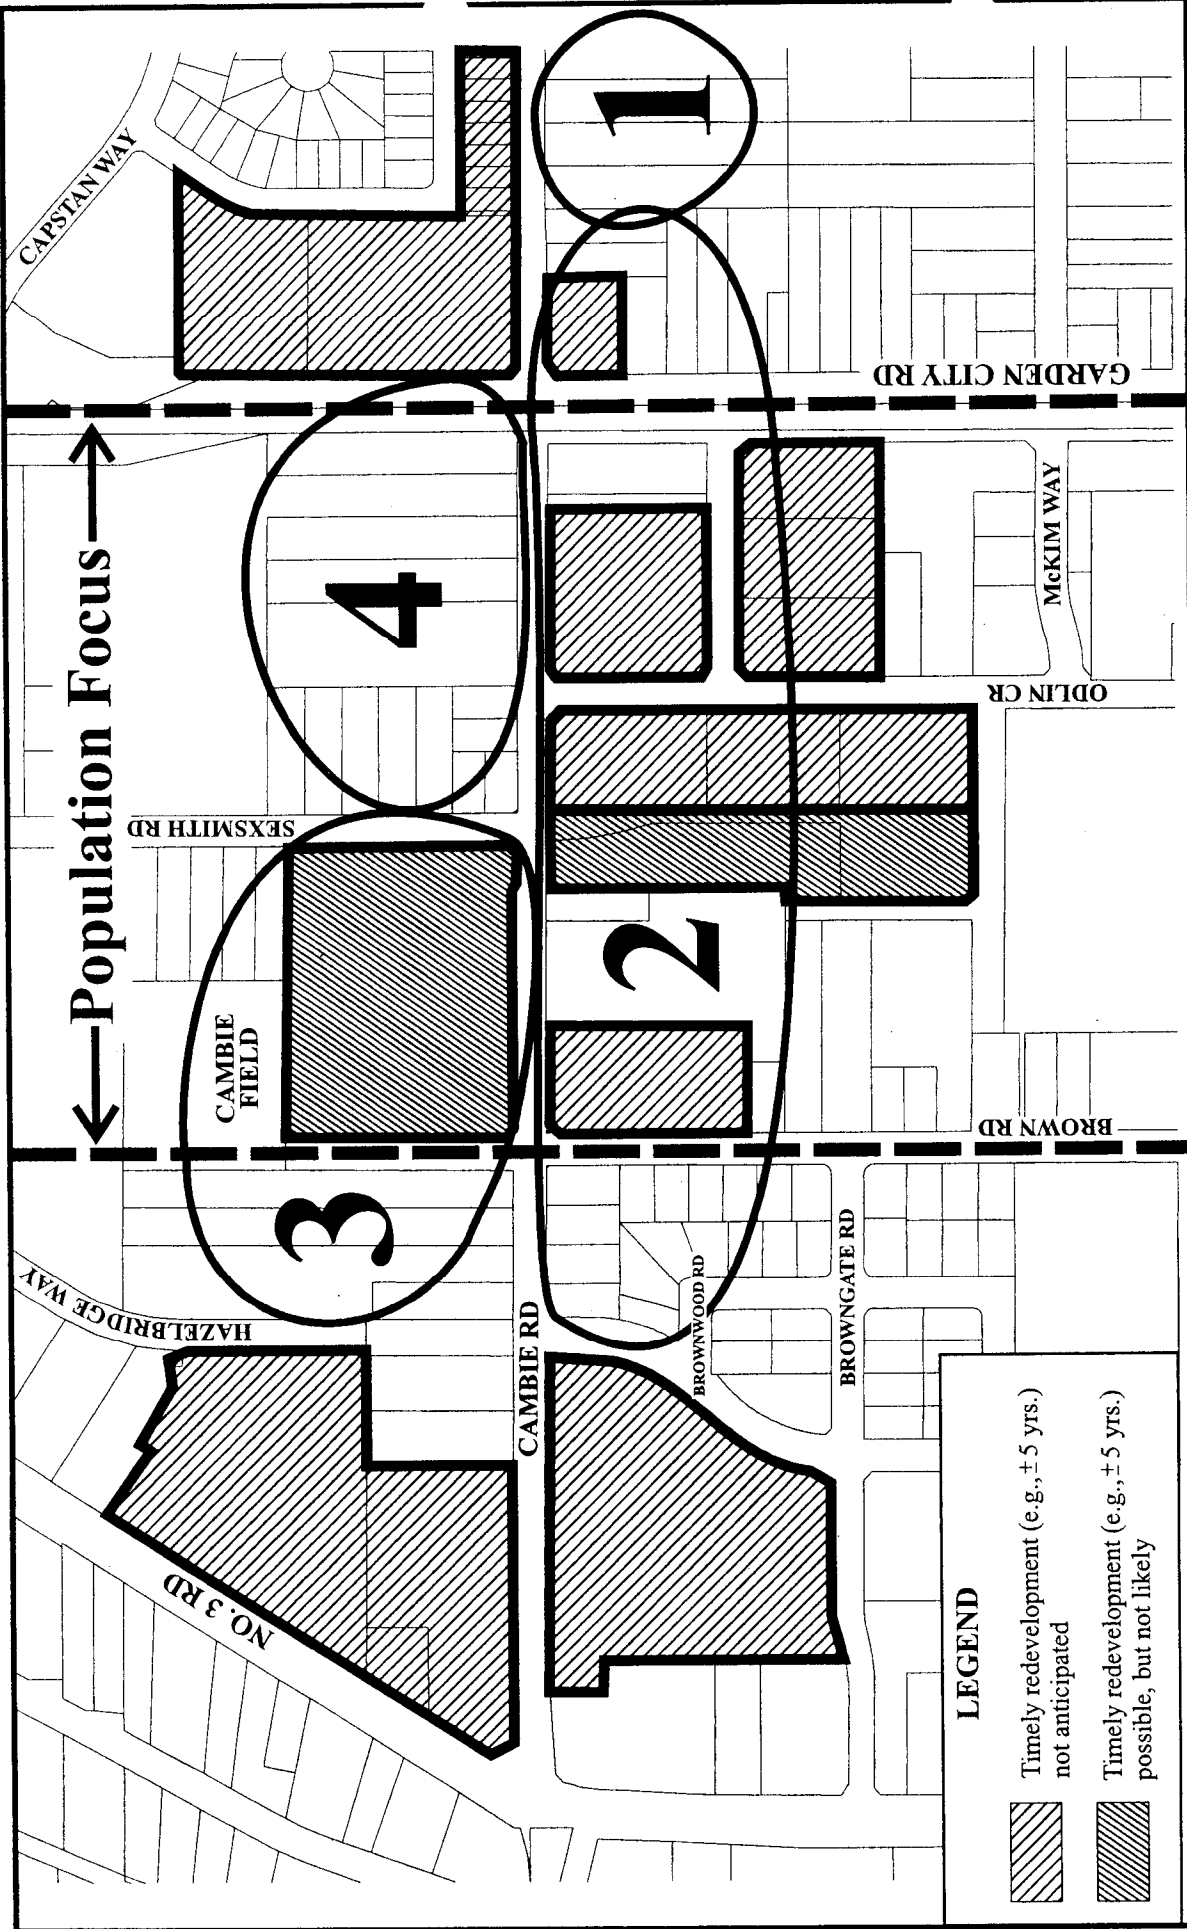 Population Focus
CAPSTAN WAY
GARDEN CITY RD
SEXSMITH RD
CAMBIE
FIELD
HAZELBRIDGE WAY
NO. 3 RD
CAMBIE RD
1
2
3
4
McKIM WAY
ODLIN CR
BROWN RD
BROWNWOOD RD
BROWNGATE RD
LEGEND
Timely redevelopment (e.g., ± 5 yrs.)
not anticipated
Timely redevelopment (e.g., ± 5 yrs.)
possible, but not likely